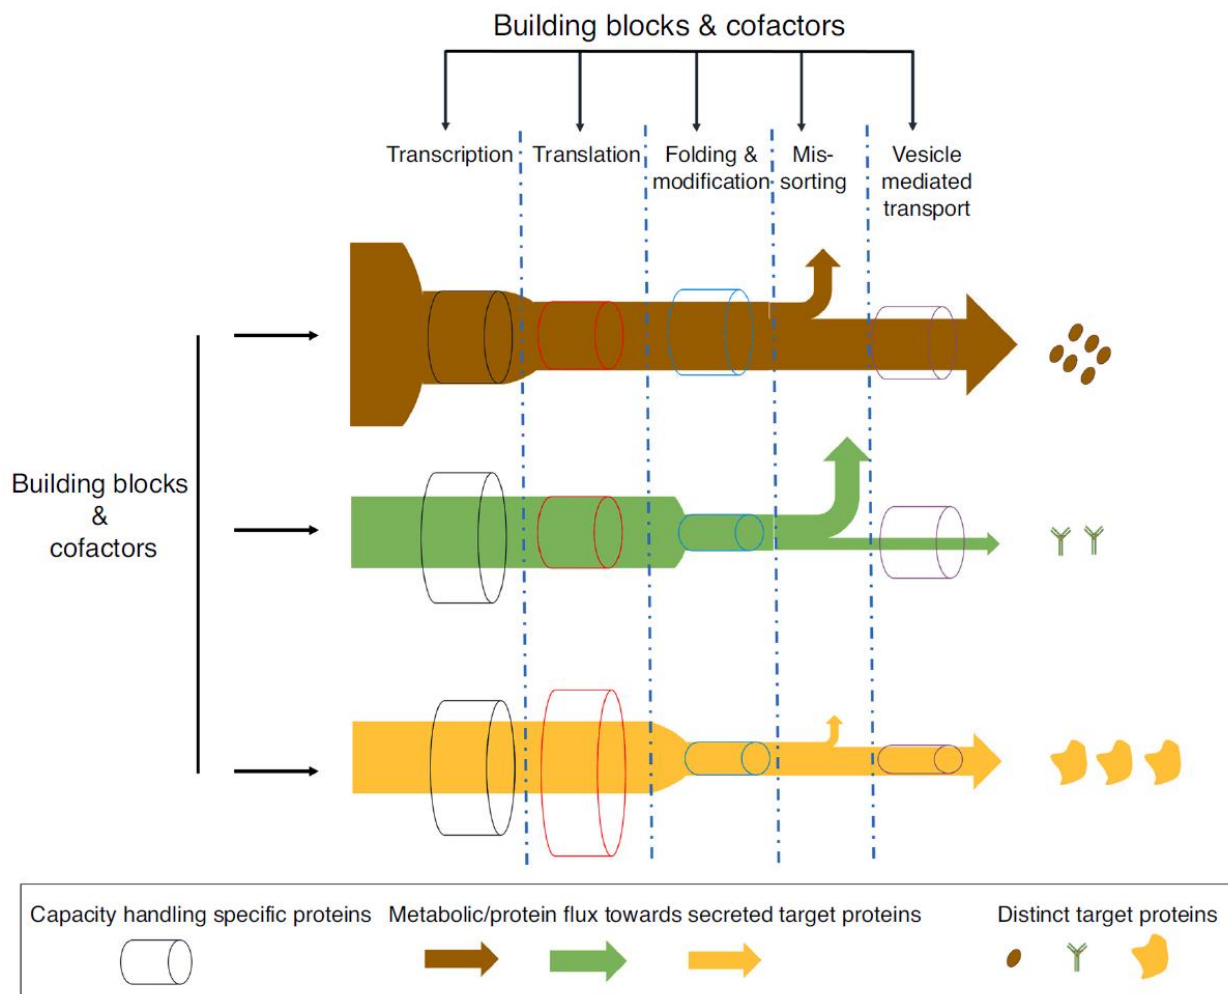 Building blocks & cofactors
Transcription
Translation
Folding &
modification
Mis-
sorting
Vesicle
mediated
transport
Building blocks
&
cofactors
Capacity handling specific proteins
Metabolic/protein flux towards secreted target proteins
Distinct target proteins